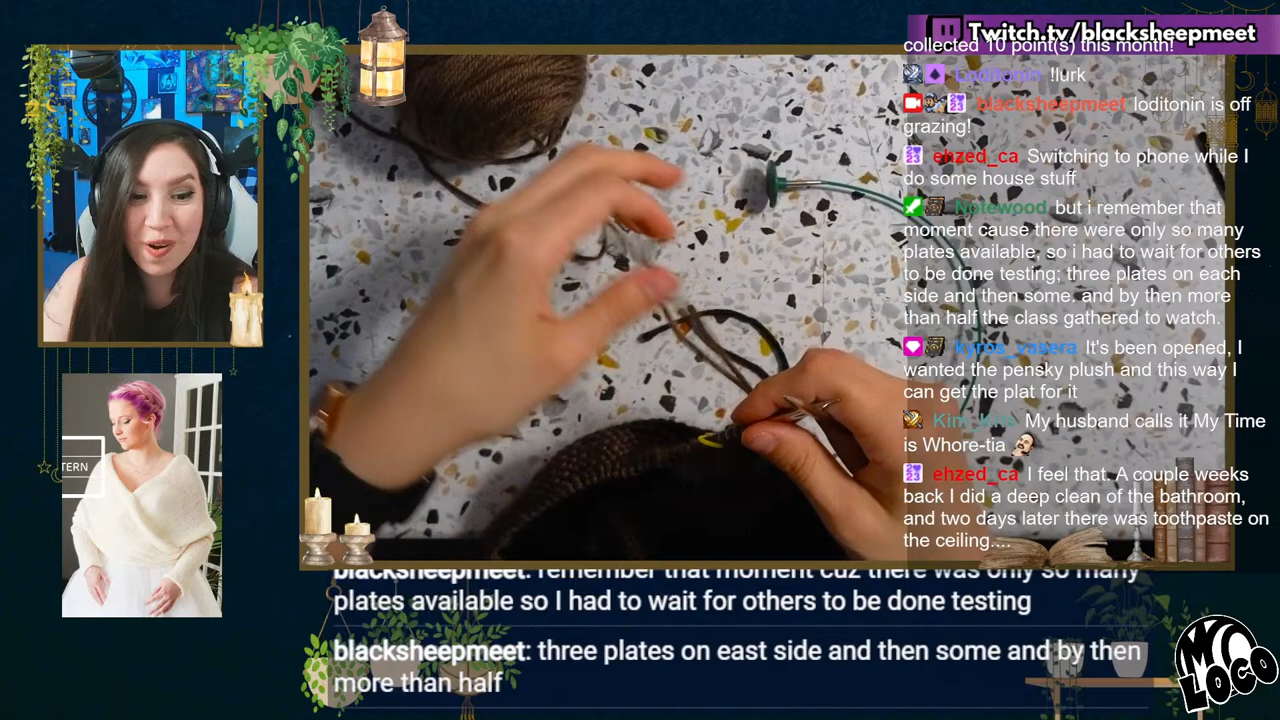 Twitch.tv/blacksheepmeet
collected 10 point(s) this month!
Loditonin !lurk
blacksheepmeet loditonin is off
grazing!
ehzed_ca Switching to phone while I
do some house stuff
Notewood but i remember that
moment cause there were only so many
plates available, so i had to wait for others
to be done testing; three plates on each
side and then some. and by then more
than half the class gathered to watch.
kyros_vasera It's been opened, I
wanted the pensky plush and this way I
can get the plat for it
My husband calls it My Time
is Whore-tia
ehzed_ca I feel that. A couple weeks
back I did a deep clean of the bathroom,
and two days later there was toothpaste on
the ceiling....
TERN
blacksheepmeet: remember that moment cuz there was only so many
plates available so I had to wait for others to be done testing
blacksheepmeet: three plates on east side and then some and by then
more than half
MC
LOCO